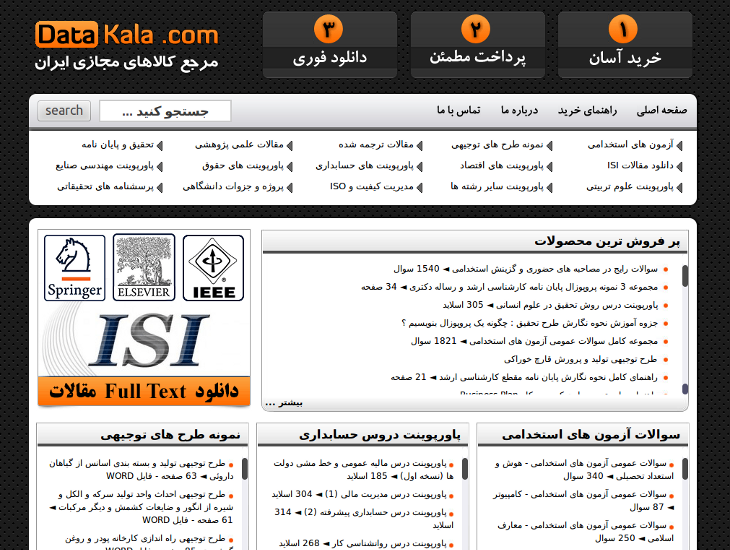 Data Kala .com
مرجع کالاهای مجازی ایران
۱
خرید آسان
۲
پرداخت مطمئن
۳
دانلود فوری
صفحه اصلی
راهنمای خرید
درباره ما
تماس با ما
جستجو کنید ...
search
آزمون های استخدامی
نمونه طرح های توجیهی
مقالات ترجمه شده
مقالات علمی پژوهشی
تحقیق و پایان نامه
دانلود مقالات ISI
پاورپوینت های اقتصاد
پاورپوینت های حسابداری
پاورپوینت های حقوق
پاورپوینت مهندسی صنایع
پاورپوینت علوم تربیتی
پاورپوینت سایر رشته ها
مدیریت کیفیت و ISO
پروژه و جزوات دانشگاهی
پرسشنامه های تحقیقاتی
پر فروش ترین محصولات
سوالات رایج در مصاحبه های حضوری و گزینش استخدامی ◄ 1540 سوال
مجموعه 3 نمونه پروپوزال پایان نامه کارشناسی ارشد و رساله دکتری ◄ 34 صفحه
پاورپوینت درس روش تحقیق در علوم انسانی ◄ 305 اسلاید
جزوه آموزش نحوه نگارش طرح تحقیق : چگونه یک پروپوزال بنویسیم ؟
مجموعه کامل سوالات عمومی آزمون های استخدامی ◄ 1821 سوال
طرح توجیهی تولید و پرورش قارچ خوراکی
راهنمای کامل نحوه نگارش پایان نامه مقطع کارشناسی ارشد ◄ 21 صفحه
Business Plan
بیشتر ...
Springer
ELSEVIER
IEEE
ISI
دانلود Full Text مقالات
سوالات آزمون های استخدامی
سوالات عمومی آزمون های استخدامی - هوش و
استعداد تحصیلی ◄ 340 سوال
سوالات عمومی آزمون های استخدامی - کامپیوتر
◄ 87 سوال
سوالات عمومی آزمون های استخدامی - معارف
اسلامی ◄ 250 سوال
پاورپوینت دروس حسابداری
پاورپوینت درس مالیه عمومی و خط مشی دولت
ها (نسخه اول) ◄ 185 اسلاید
پاورپوینت درس مدیریت مالی (1) ◄ 304 اسلاید
پاورپوینت درس حسابداری پیشرفته (2) ◄ 314
اسلاید
پاورپوینت درس روانشناسی کار ◄ 268 اسلاید
نمونه طرح های توجیهی
طرح توجیهی تولید و بسته بندی اسانس از گیاهان
داروئی ◄ 63 صفحه - فایل WORD
طرح توجیهی احداث واحد تولید سرکه و الکل و
شیره از انگور و ضایعات کشمش و دیگر مرکبات ◄
61 صفحه - فایل WORD
طرح توجیهی راه اندازی کارخانه پودر و روغن